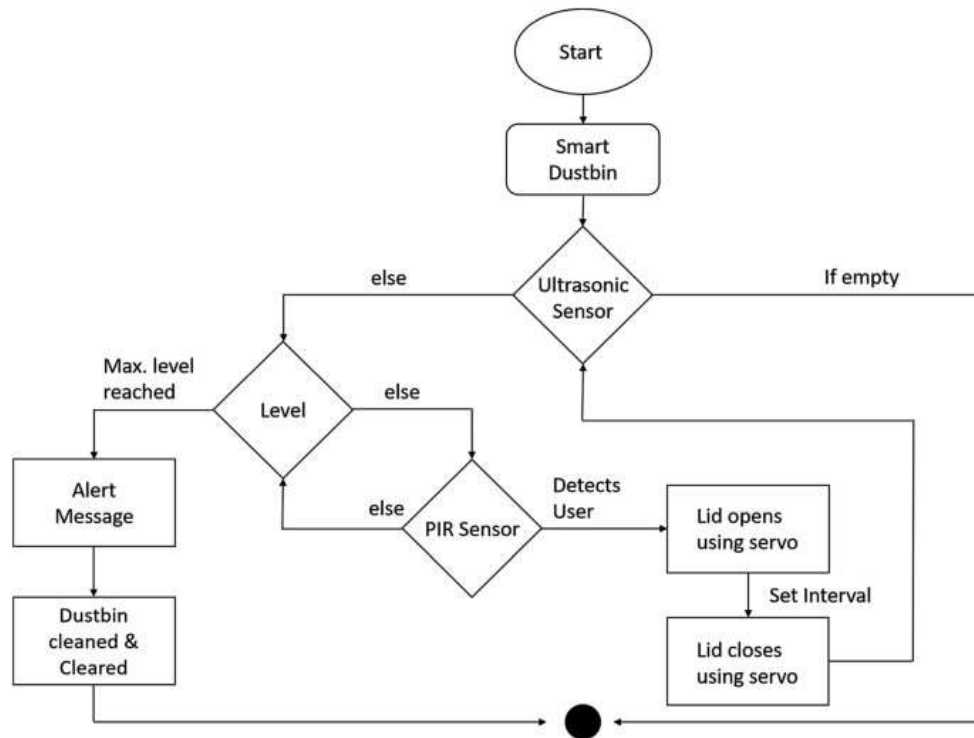 Start
Smart
Dustbin
else
Ultrasonic
Sensor
If empty
Max. level
reached
Level
else
Alert
Message
else
PIR Sensor
Detects
User
Lid opens
using servo
Set Interval
Dustbin
cleaned &
Cleared
Lid closes
using servo